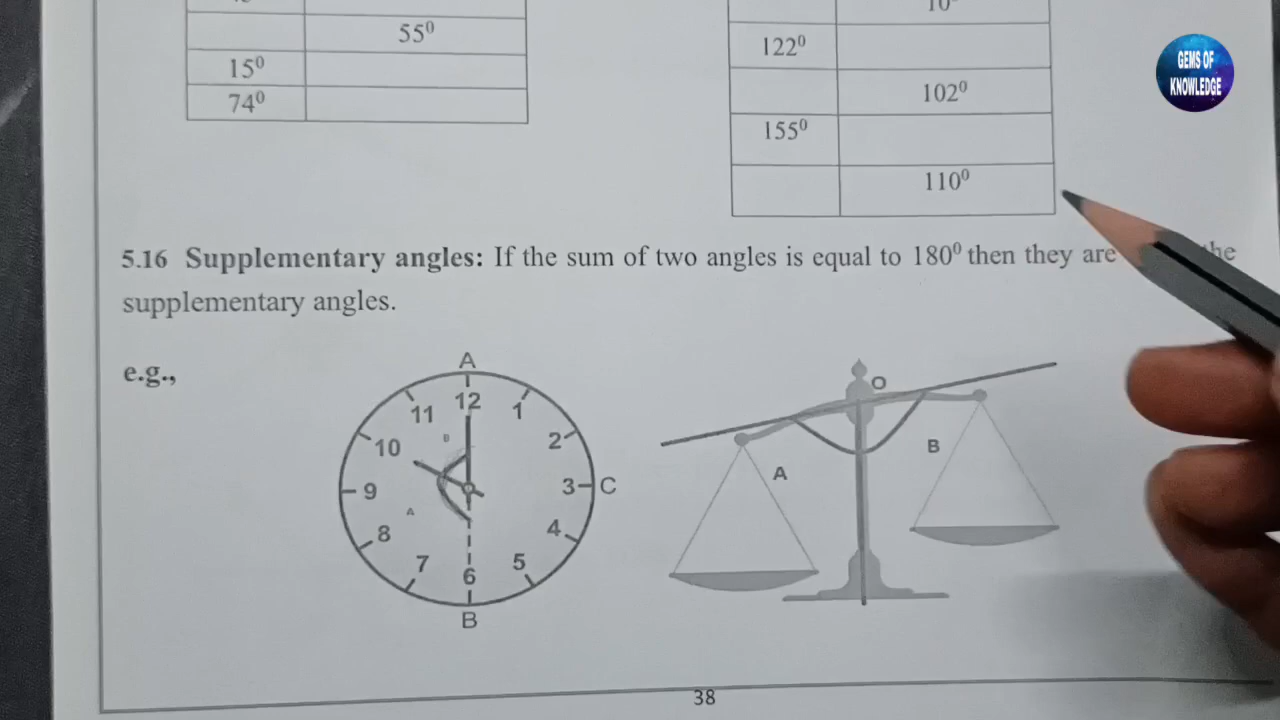 55⁰
15⁰
74⁰
10
122⁰
102⁰
155⁰
110⁰
GEMS OF
KNOWLEDGE
5.16 Supplementary angles: If the sum of two angles is equal to 180⁰ then they are
supplementary angles.
e.g.,
A
12
11
1
10
2
B
9
3
C
A
8
4
7
5
6
B
O
A
B
38